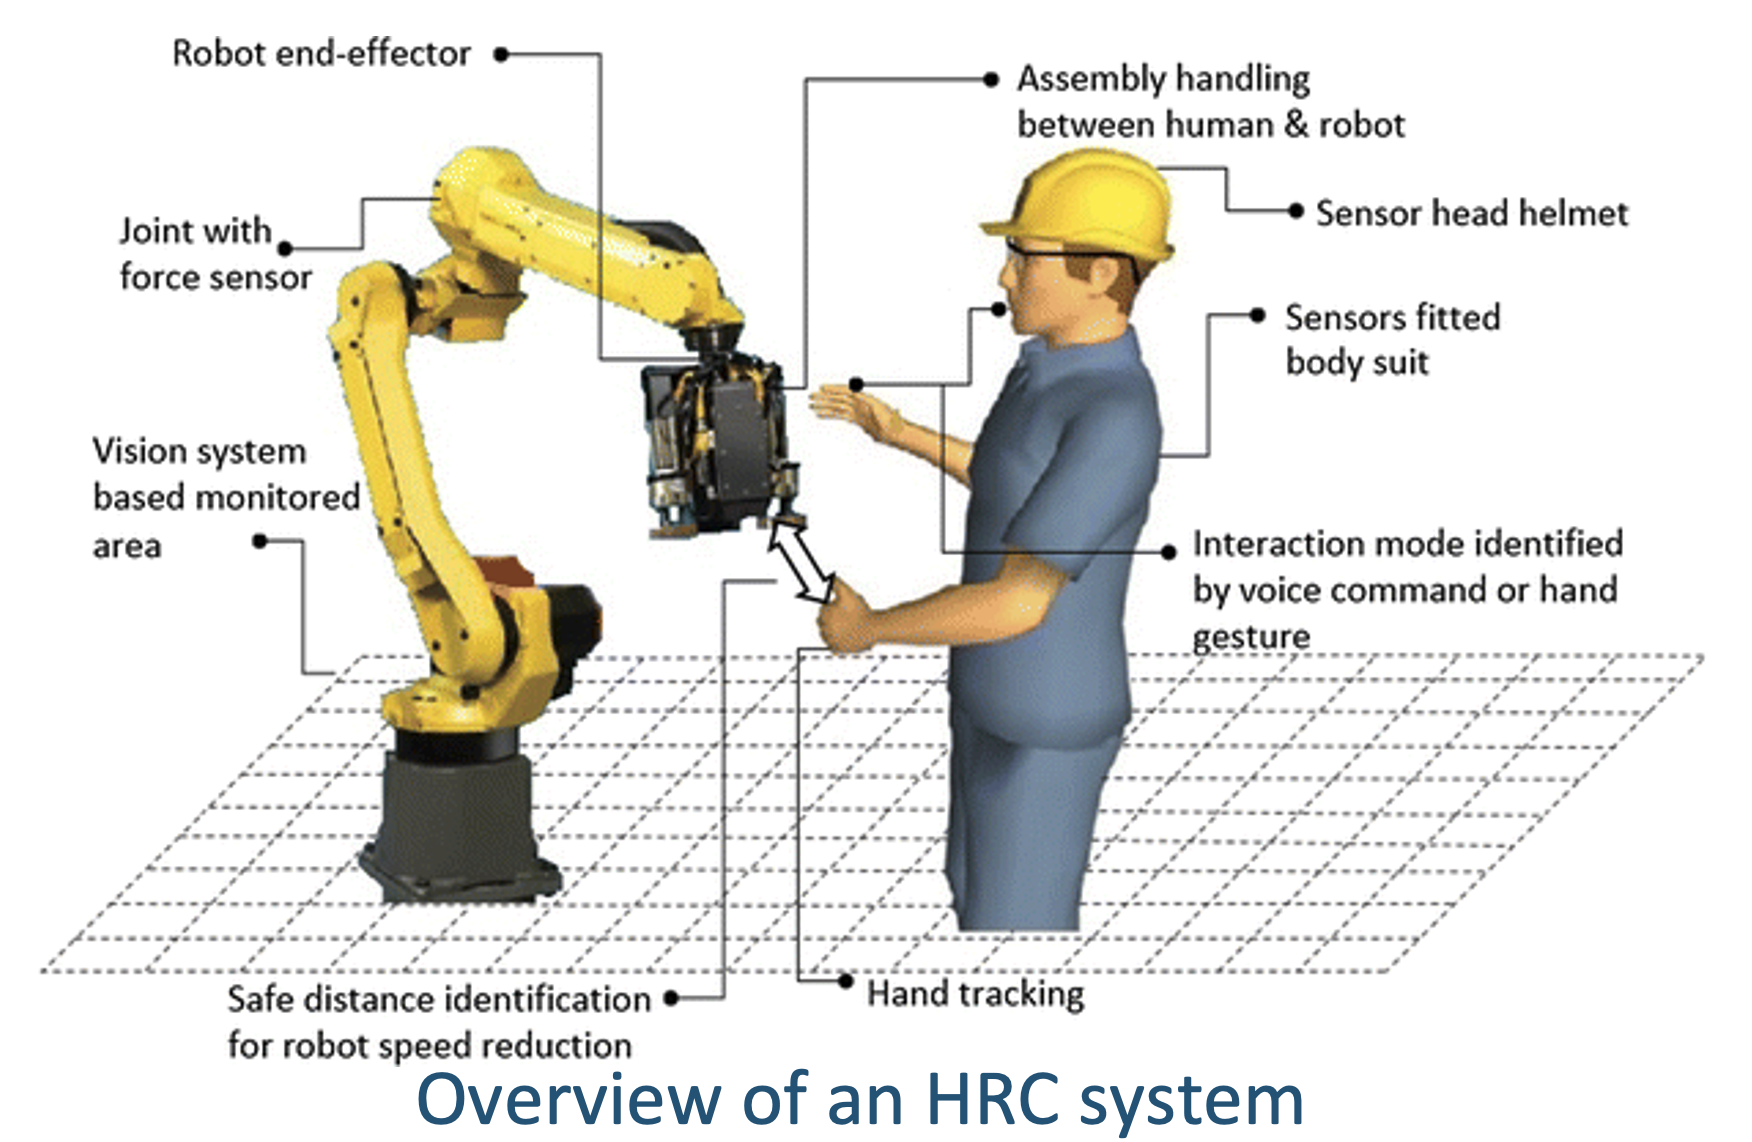 Robot end-effector
Assembly handling
between human & robot
Sensor head helmet
Joint with
force sensor
Sensors fitted
body suit
Vision system
based monitored
area
Interaction mode identified
by voice command or hand
gesture
Safe distance identification
for robot speed reduction
Hand tracking
Overview of an HRC system